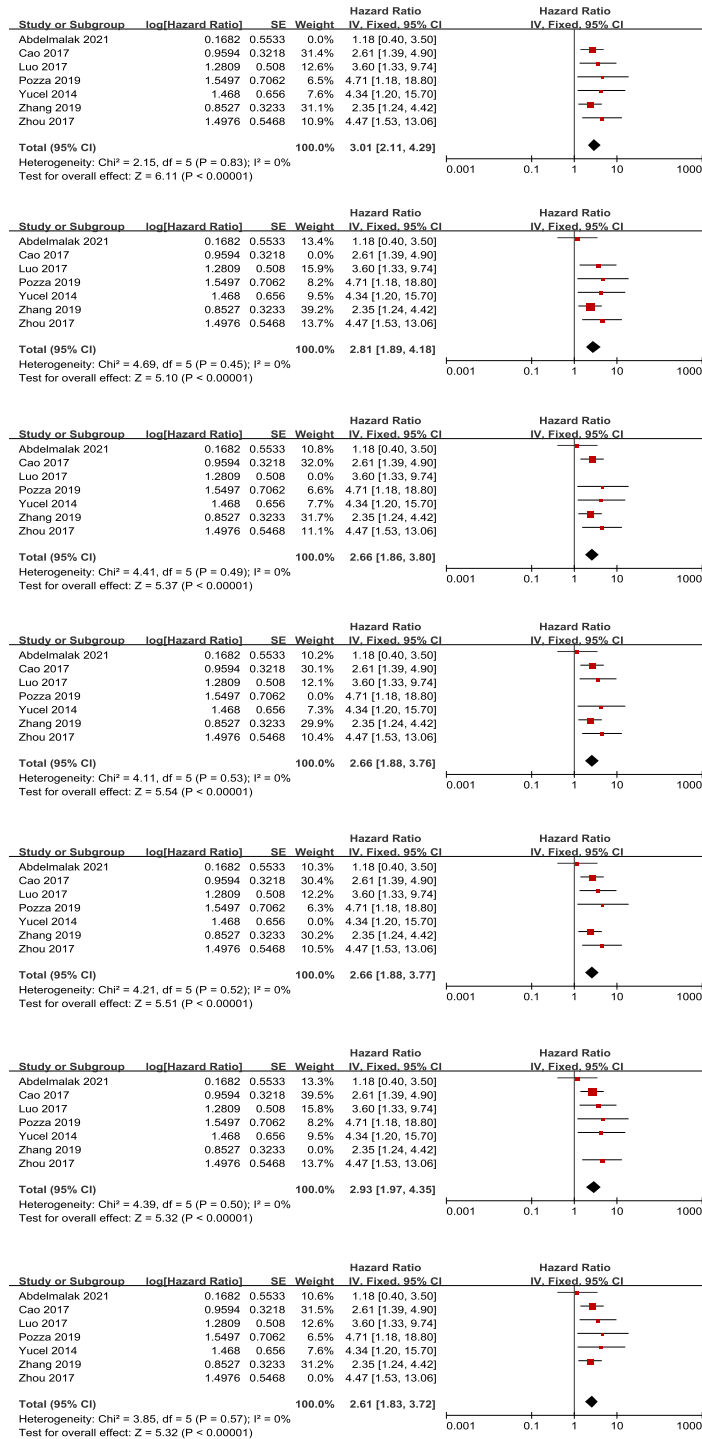 Hazard Ratio Hazard Ratio
Study or Subgroup log[Hazard Ratio] SE Weight IV, Fixed, 95% CI IV, Fixed, 95% CI
Abdelmalak 2021 0.1682 0.5533 0.0% 1.18 [0.40, 3.50]
Cao 2017 0.9594 0.3218 31.4% 2.61 [1.39, 4.90]
Luo 2017 1.2809 0.508 12.6% 3.60 [1.33, 9.74]
Pozza 2019 1.5497 0.7062 6.5% 4.71 [1.18, 18.80]
Yucel 2014 1.468 0.656 7.6% 4.34 [1.20, 15.70]
Zhang 2019 0.8527 0.3233 31.1% 2.35 [1.24, 4.42]
Zhou 2017 1.4976 0.5468 10.9% 4.47 [1.53, 13.06]
Total (95% CI) 100.0% 3.01 [2.11, 4.29]
Heterogeneity: Chi² = 2.15, df = 5 (P = 0.83); I² = 0%
Test for overall effect: Z = 6.11 (P < 0.00001)
0.001 0.1 1 10 1000
Hazard Ratio Hazard Ratio
Study or Subgroup log[Hazard Ratio] SE Weight IV, Fixed, 95% CI IV, Fixed, 95% CI
Abdelmalak 2021 0.1682 0.5533 13.4% 1.18 [0.40, 3.50]
Cao 2017 0.9594 0.3218 0.0% 2.61 [1.39, 4.90]
Luo 2017 1.2809 0.508 15.9% 3.60 [1.33, 9.74]
Pozza 2019 1.5497 0.7062 8.2% 4.71 [1.18, 18.80]
Yucel 2014 1.468 0.656 9.5% 4.34 [1.20, 15.70]
Zhang 2019 0.8527 0.3233 39.2% 2.35 [1.24, 4.42]
Zhou 2017 1.4976 0.5468 13.7% 4.47 [1.53, 13.06]
Total (95% CI) 100.0% 2.81 [1.89, 4.18]
Heterogeneity: Chi² = 4.69, df = 5 (P = 0.45); I² = 0%
Test for overall effect: Z = 5.10 (P < 0.00001)
0.001 0.1 1 10 1000
Hazard Ratio Hazard Ratio
Study or Subgroup log[Hazard Ratio] SE Weight IV, Fixed, 95% CI IV, Fixed, 95% CI
Abdelmalak 2021 0.1682 0.5533 10.8% 1.18 [0.40, 3.50]
Cao 2017 0.9594 0.3218 32.0% 2.61 [1.39, 4.90]
Luo 2017 1.2809 0.508 0.0% 3.60 [1.33, 9.74]
Pozza 2019 1.5497 0.7062 6.6% 4.71 [1.18, 18.80]
Yucel 2014 1.468 0.656 7.7% 4.34 [1.20, 15.70]
Zhang 2019 0.8527 0.3233 31.7% 2.35 [1.24, 4.42]
Zhou 2017 1.4976 0.5468 11.1% 4.47 [1.53, 13.06]
Total (95% CI) 100.0% 2.66 [1.86, 3.80]
Heterogeneity: Chi² = 4.41, df = 5 (P = 0.49); I² = 0%
Test for overall effect: Z = 5.37 (P < 0.00001)
0.001 0.1 1 10 1000
Hazard Ratio Hazard Ratio
Study or Subgroup log[Hazard Ratio] SE Weight IV, Fixed, 95% CI IV, Fixed, 95% CI
Abdelmalak 2021 0.1682 0.5533 10.2% 1.18 [0.40, 3.50]
Cao 2017 0.9594 0.3218 30.1% 2.61 [1.39, 4.90]
Luo 2017 1.2809 0.508 12.1% 3.60 [1.33, 9.74]
Pozza 2019 1.5497 0.7062 0.0% 4.71 [1.18, 18.80]
Yucel 2014 1.468 0.656 7.3% 4.34 [1.20, 15.70]
Zhang 2019 0.8527 0.3233 29.9% 2.35 [1.24, 4.42]
Zhou 2017 1.4976 0.5468 10.4% 4.47 [1.53, 13.06]
Total (95% CI) 100.0% 2.66 [1.88, 3.76]
Heterogeneity: Chi² = 4.11, df = 5 (P = 0.53); I² = 0%
Test for overall effect: Z = 5.54 (P < 0.00001)
0.001 0.1 1 10 1000
Hazard Ratio Hazard Ratio
Study or Subgroup log[Hazard Ratio] SE Weight IV, Fixed, 95% CI IV, Fixed, 95% CI
Abdelmalak 2021 0.1682 0.5533 10.3% 1.18 [0.40, 3.50]
Cao 2017 0.9594 0.3218 30.4% 2.61 [1.39, 4.90]
Luo 2017 1.2809 0.508 12.2% 3.60 [1.33, 9.74]
Pozza 2019 1.5497 0.7062 6.3% 4.71 [1.18, 18.80]
Yucel 2014 1.468 0.656 0.0% 4.34 [1.20, 15.70]
Zhang 2019 0.8527 0.3233 30.2% 2.35 [1.24, 4.42]
Zhou 2017 1.4976 0.5468 10.5% 4.47 [1.53, 13.06]
Total (95% CI) 100.0% 2.66 [1.88, 3.77]
Heterogeneity: Chi² = 4.21, df = 5 (P = 0.52); I² = 0%
Test for overall effect: Z = 5.51 (P < 0.00001)
0.001 0.1 1 10 1000
Hazard Ratio Hazard Ratio
Study or Subgroup log[Hazard Ratio] SE Weight IV, Fixed, 95% CI IV, Fixed, 95% CI
Abdelmalak 2021 0.1682 0.5533 13.3% 1.18 [0.40, 3.50]
Cao 2017 0.9594 0.3218 39.5% 2.61 [1.39, 4.90]
Luo 2017 1.2809 0.508 15.8% 3.60 [1.33, 9.74]
Pozza 2019 1.5497 0.7062 8.2% 4.71 [1.18, 18.80]
Yucel 2014 1.468 0.656 9.5% 4.34 [1.20, 15.70]
Zhang 2019 0.8527 0.3233 0.0% 2.35 [1.24, 4.42]
Zhou 2017 1.4976 0.5468 13.7% 4.47 [1.53, 13.06]
Total (95% CI) 100.0% 2.93 [1.97, 4.35]
Heterogeneity: Chi² = 4.39, df = 5 (P = 0.50); I² = 0%
Test for overall effect: Z = 5.32 (P < 0.00001)
0.001 0.1 1 10 1000
Hazard Ratio Hazard Ratio
Study or Subgroup log[Hazard Ratio] SE Weight IV, Fixed, 95% CI IV, Fixed, 95% CI
Abdelmalak 2021 0.1682 0.5533 10.6% 1.18 [0.40, 3.50]
Cao 2017 0.9594 0.3218 31.5% 2.61 [1.39, 4.90]
Luo 2017 1.2809 0.508 12.6% 3.60 [1.33, 9.74]
Pozza 2019 1.5497 0.7062 6.5% 4.71 [1.18, 18.80]
Yucel 2014 1.468 0.656 7.6% 4.34 [1.20, 15.70]
Zhang 2019 0.8527 0.3233 31.2% 2.35 [1.24, 4.42]
Zhou 2017 1.4976 0.5468 0.0% 4.47 [1.53, 13.06]
Total (95% CI) 100.0% 2.61 [1.83, 3.72]
Heterogeneity: Chi² = 3.85, df = 5 (P = 0.57); I² = 0%
Test for overall effect: Z = 5.32 (P < 0.00001)
0.001 0.1 1 10 1000